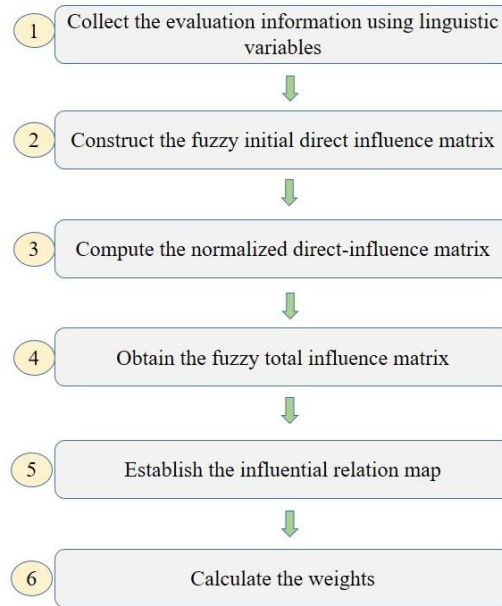 1
Collect the evaluation information using linguistic
variables
2
Construct the fuzzy initial direct influence matrix
3
Compute the normalized direct-influence matrix
4
Obtain the fuzzy total influence matrix
5
Establish the influential relation map
6
Calculate the weights